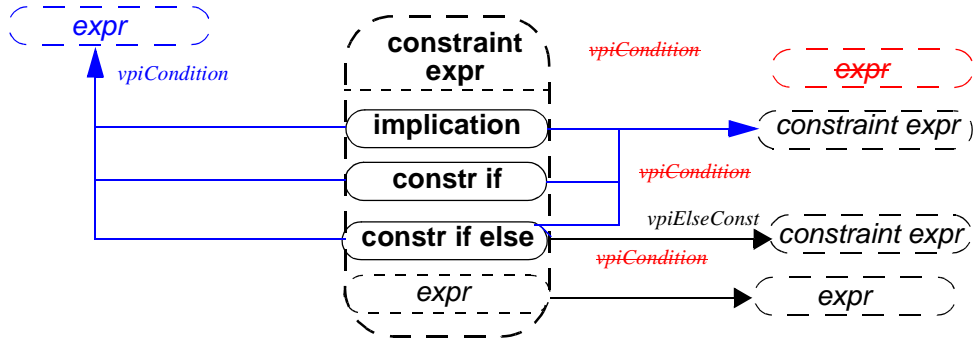 expr
vpiCondition
constraint
expr
implication
constr if
constr if else
expr
vpiCondition
expr
constraint expr
vpiCondition
vpiElseConst
constraint expr
vpiCondition
expr